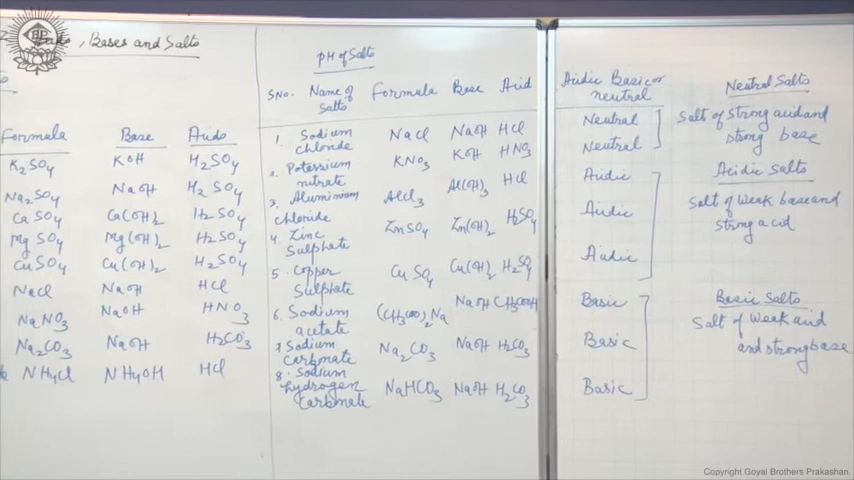 , Bases and Salts
Formula Base Acids
K2SO4 KOH H2SO4
Na2SO4 NaOH H2SO4
CaSO4 Ca(OH)2 H2SO4
MgSO4 Mg(OH)2 H2SO4
CuSO4 Cu(OH)2 H2SO4
NaCl NaOH HCl
NaNO3 NaOH HNO3
Na2CO3 NaOH H2CO3
NH4Cl NH4OH HCl
pH of Salts
S.No. Name of Salts Formula Base Acid Acidic Basic or neutral
1. Sodium chloride NaCl NaOH HCl Neutral
2. Potassium nitrate KNO3 KOH HNO3 Neutral
3. Aluminium chloride AlCl3 Al(OH)3 HCl Acidic
4. Zinc Sulphate ZnSO4 Zn(OH)2 H2SO4 Acidic
5. Copper Sulphate CuSO4 Cu(OH)2 H2SO4 Acidic
6. Sodium acetate (CH3COO)2Na NaOH CH3COOH Basic
7. Sodium carbonate Na2CO3 NaOH H2CO3 Basic
8. Sodium hydrogen carbonate NaHCO3 NaOH H2CO3 Basic
Neutral Salts
Salt of strong acid and
strong base
Acidic Salts
Salt of weak base and
strong acid
Basic Salts
Salt of weak acid
and strong base
Copyright Goyal Brothers Prakashan.